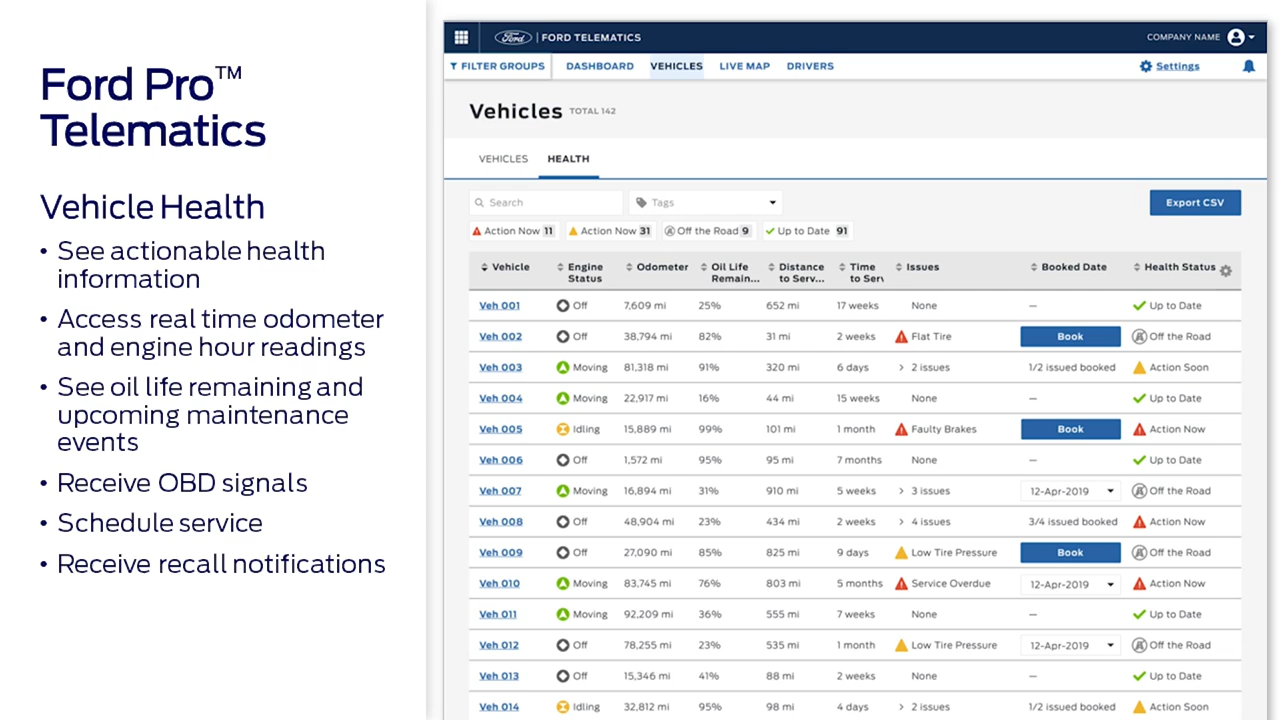 Ford Pro™
Telematics
Vehicle Health
• See actionable health
information
• Access real time odometer
and engine hour readings
• See oil life remaining and
upcoming maintenance
events
• Receive OBD signals
• Schedule service
• Receive recall notifications
Ford | FORD TELEMATICS COMPANY NAME
FILTER GROUPS DASHBOARD VEHICLES LIVE MAP DRIVERS Settings
Vehicles TOTAL 142
VEHICLES HEALTH
Search Tags Export CSV
Action Now 11 Action Now 31 Off the Road 9 Up to Date 91
Vehicle Engine Status Odometer Oil Life Remain... Distance to Serv... Time to Serv Issues Booked Date Health Status
Veh 001 Off 7,609 mi 25% 652 mi 17 weeks None — Up to Date
Veh 002 Off 38,794 mi 82% 31 mi 2 weeks Flat Tire Book Off the Road
Veh 003 Moving 81,318 mi 91% 320 mi 6 days > 2 issues 1/2 issued booked Action Soon
Veh 004 Moving 22,917 mi 16% 44 mi 15 weeks None — Up to Date
Veh 005 Idling 15,889 mi 99% 101 mi 1 month Faulty Brakes Book Action Now
Veh 006 Off 1,572 mi 95% 95 mi 7 months None — Up to Date
Veh 007 Moving 16,894 mi 31% 910 mi 5 weeks > 3 issues 12-Apr-2019 Off the Road
Veh 008 Off 48,904 mi 23% 434 mi 2 weeks > 4 issues 3/4 issued booked Action Now
Veh 009 Off 27,090 mi 85% 825 mi 9 days Low Tire Pressure Book Off the Road
Veh 010 Moving 83,745 mi 76% 803 mi 5 months Service Overdue 12-Apr-2019 Action Now
Veh 011 Moving 92,209 mi 36% 555 mi 7 weeks None — Up to Date
Veh 012 Off 78,255 mi 23% 535 mi 1 month Low Tire Pressure 12-Apr-2019 Off the Road
Veh 013 Off 15,346 mi 41% 88 mi 2 weeks None — Up to Date
Veh 014 Idling 32,812 mi 95% 98 mi 4 days > 2 issues 1/2 issued booked Action Soon